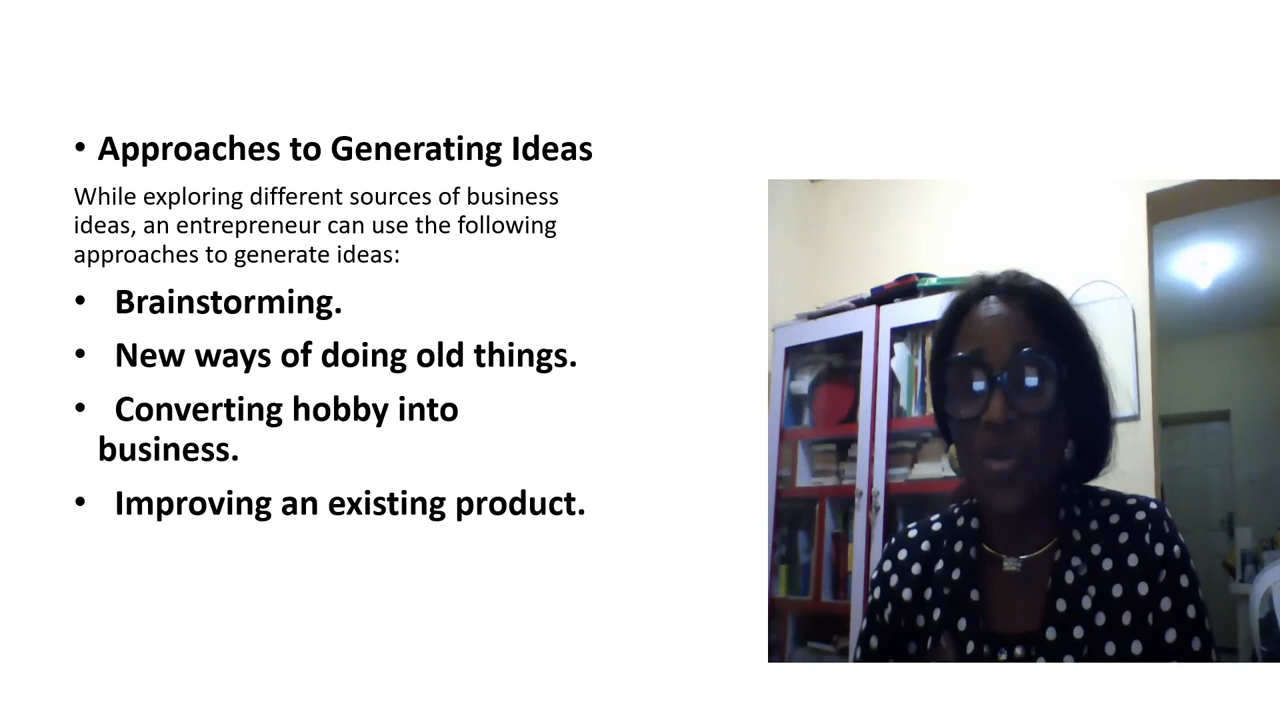 • Approaches to Generating Ideas
While exploring different sources of business
ideas, an entrepreneur can use the following
approaches to generate ideas:
• Brainstorming.
• New ways of doing old things.
• Converting hobby into
business.
• Improving an existing product.